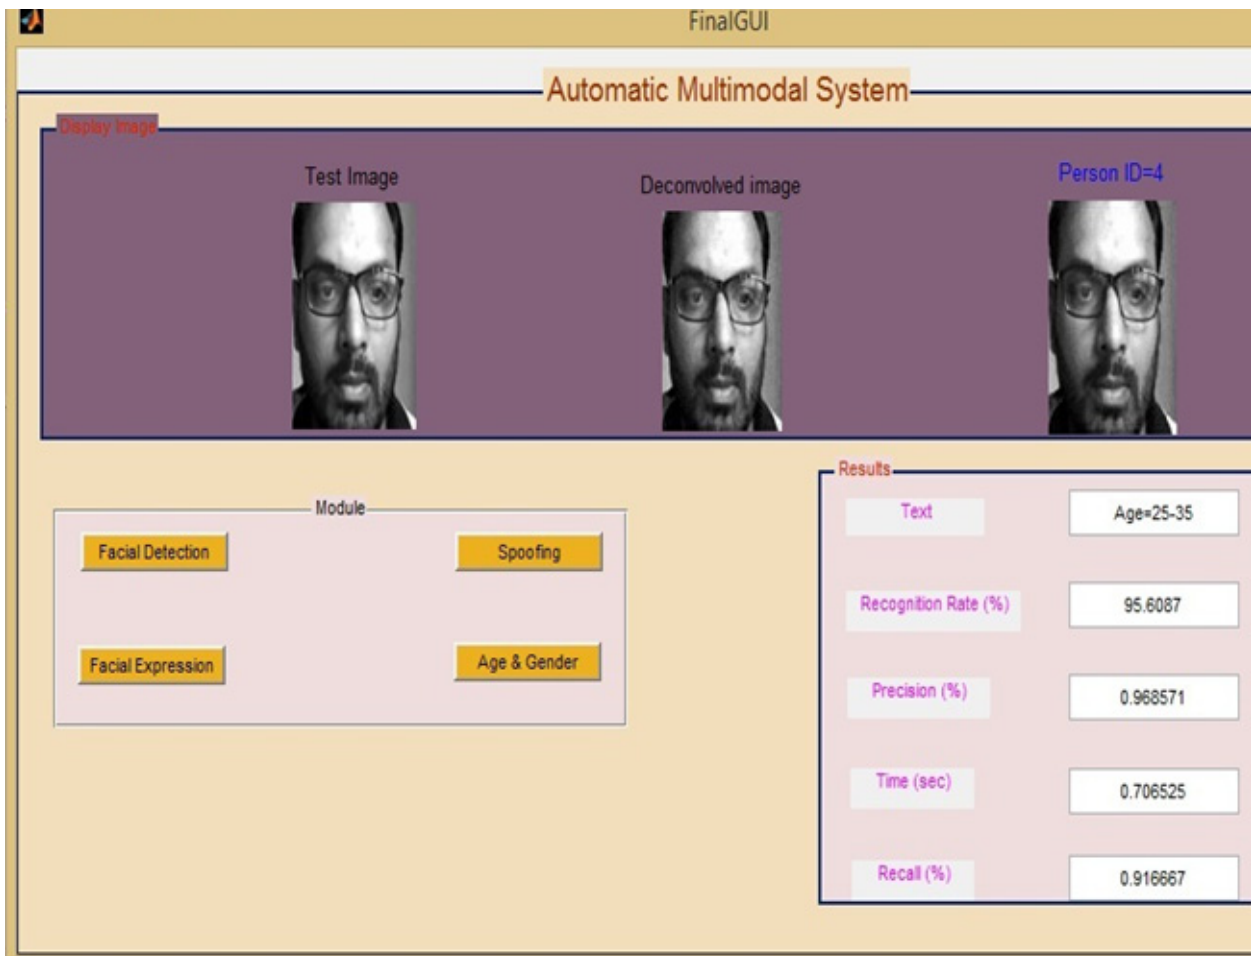 FinalGUI
Automatic Multimodal System
Display Image
Test Image
Deconvolved image
Person ID=4
Module
Facial Detection
Spoofing
Facial Expression
Age & Gender
Results
Text
Age=25-35
Recognition Rate (%)
95.6087
Precision (%)
0.968571
Time (sec)
0.706525
Recall (%)
0.916667